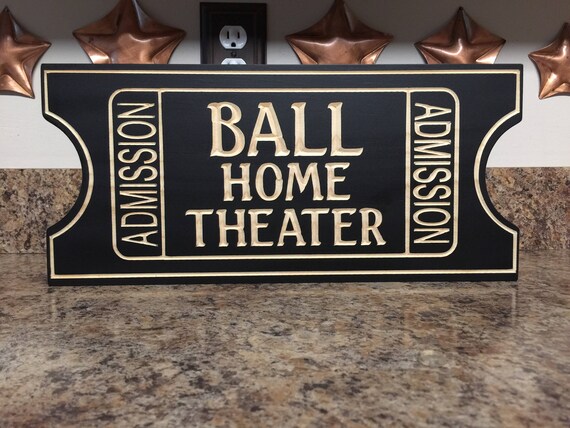 ADMISSION
BALL
HOME
THEATER
ADMISSION